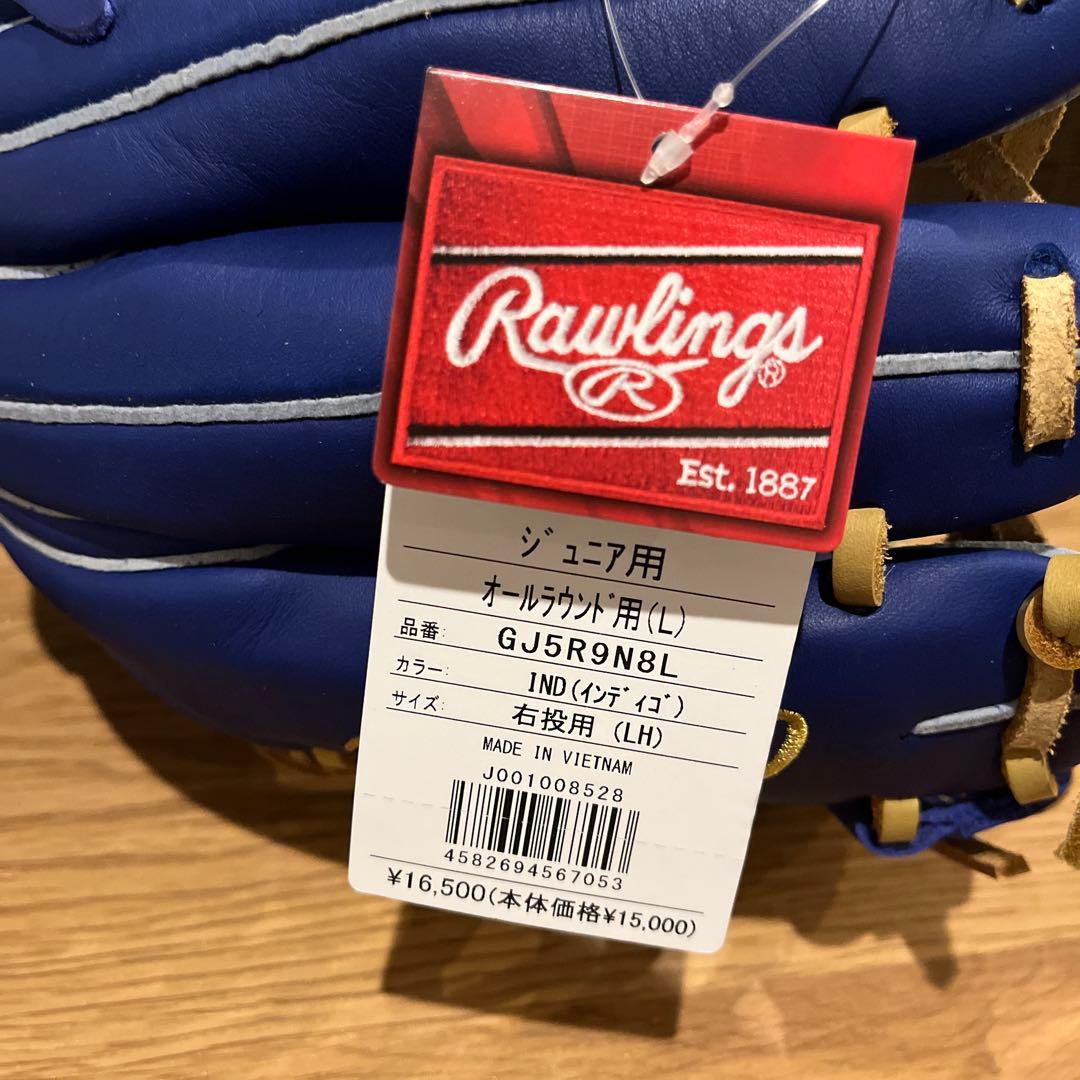 Rawlings®
R
Est. 1887
ジュニア用
オールラウンド用(L)
品番: GJ5R9N8L
カラー: IND(インディゴ)
サイズ: 右投用 (LH)
MADE IN VIETNAM
J001008528
4582694567053
¥16,500(本体価格¥15,000)